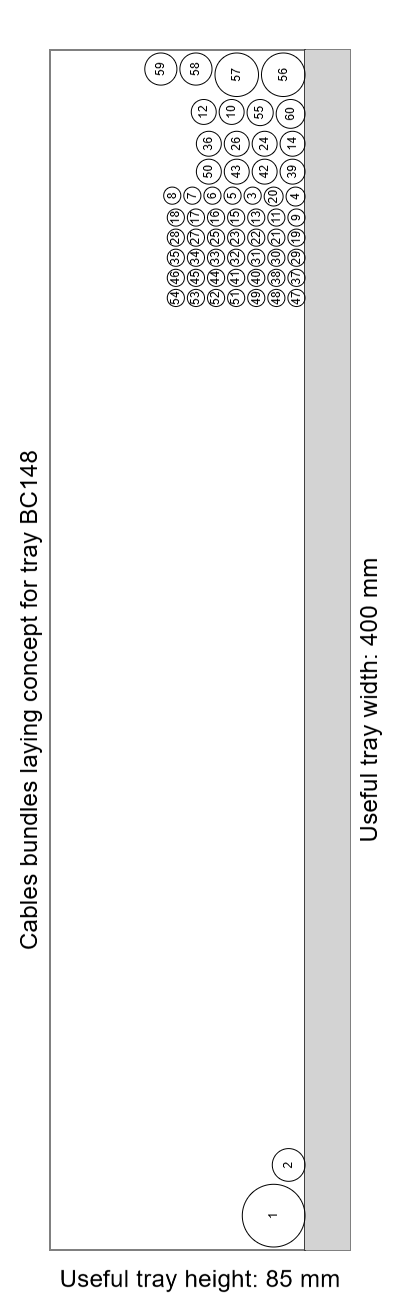 Cables bundles laying concept for tray BC148
59 58 57 56
12 10 55 60
36 26 24 14
50 43 42 39
8 7 6 5 3 20 4
18 17 16 15 13 11 9
28 27 25 23 22 21 19
35 34 33 32 31 30 29
46 45 44 41 40 38 37
54 53 52 51 49 48 47
2
1
Useful tray width: 400 mm
Useful tray height: 85 mm